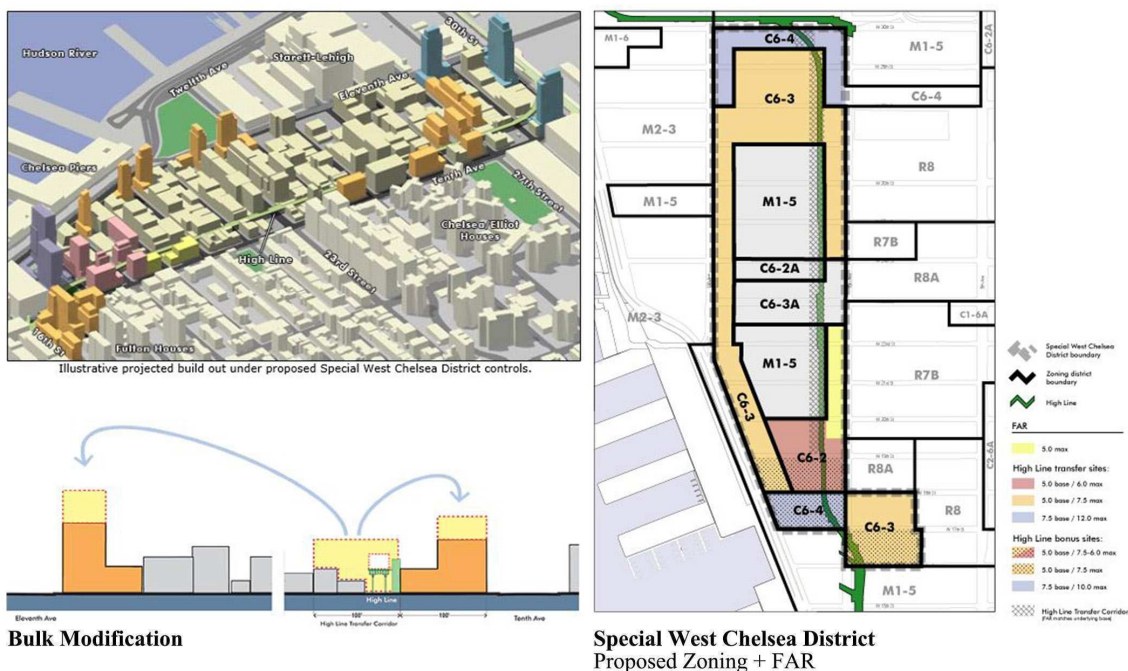 Hudson River
30th St
Starett-Lehigh
Twelfth Ave
Eleventh Ave
Chelsea Piers
Tenth Ave
27th Street
Chelsea/Elliot
Houses
High Line
23rd Street
16th St
Fulton Houses
Illustrative projected build out under proposed Special West Chelsea District controls.
High Line
Eleventh Ave
100'
150'
Tenth Ave
High Line Transfer Corridor
Bulk Modification
M1-6
C6-4
M1-5
C6-2A
C6-3
C6-4
M2-3
R8
M1-5
M1-5
R7B
C6-2A
R8A
C6-3A
C1-6A
M2-3
M1-5
R7B
C6-3
C6-2
R8A
C2-6A
C6-4
C6-3
R8
M1-5
Special West Chelsea
District boundary
Zoning district
boundary
High Line
FAR
5.0 max
High Line transfer sites:
5.0 base / 6.0 max
5.0 base / 7.5 max
7.5 base / 12.0 max
High Line bonus sites:
5.0 base / 7.5-6.0 max
5.0 base / 7.5 max
7.5 base / 10.0 max
High Line Transfer Corridor
(FAR matches underlying base)
Special West Chelsea District
Proposed Zoning + FAR